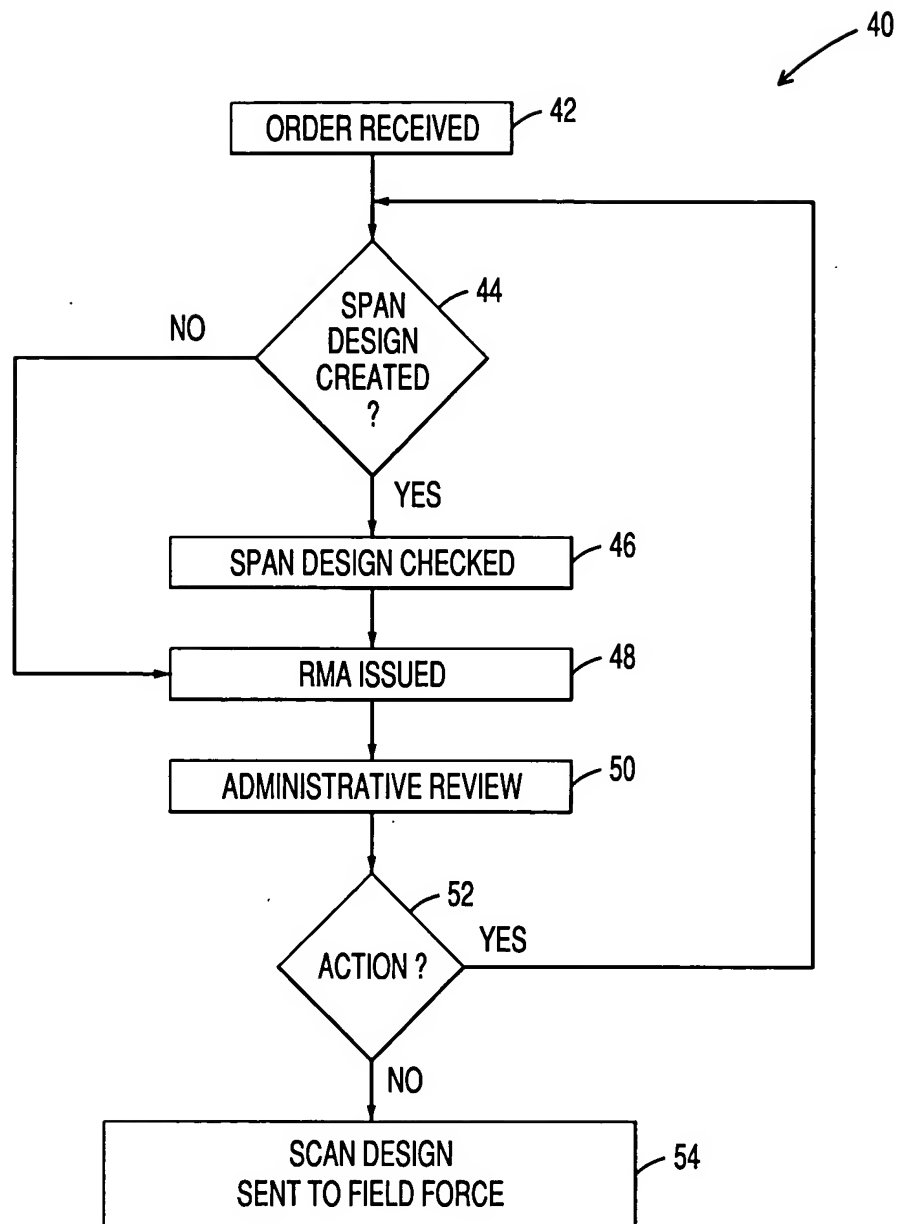 40
ORDER RECEIVED
42
SPAN
DESIGN
CREATED
?
44
NO
YES
SPAN DESIGN CHECKED
46
RMA ISSUED
48
ADMINISTRATIVE REVIEW
50
ACTION ?
52
YES
NO
SCAN DESIGN
SENT TO FIELD FORCE
54